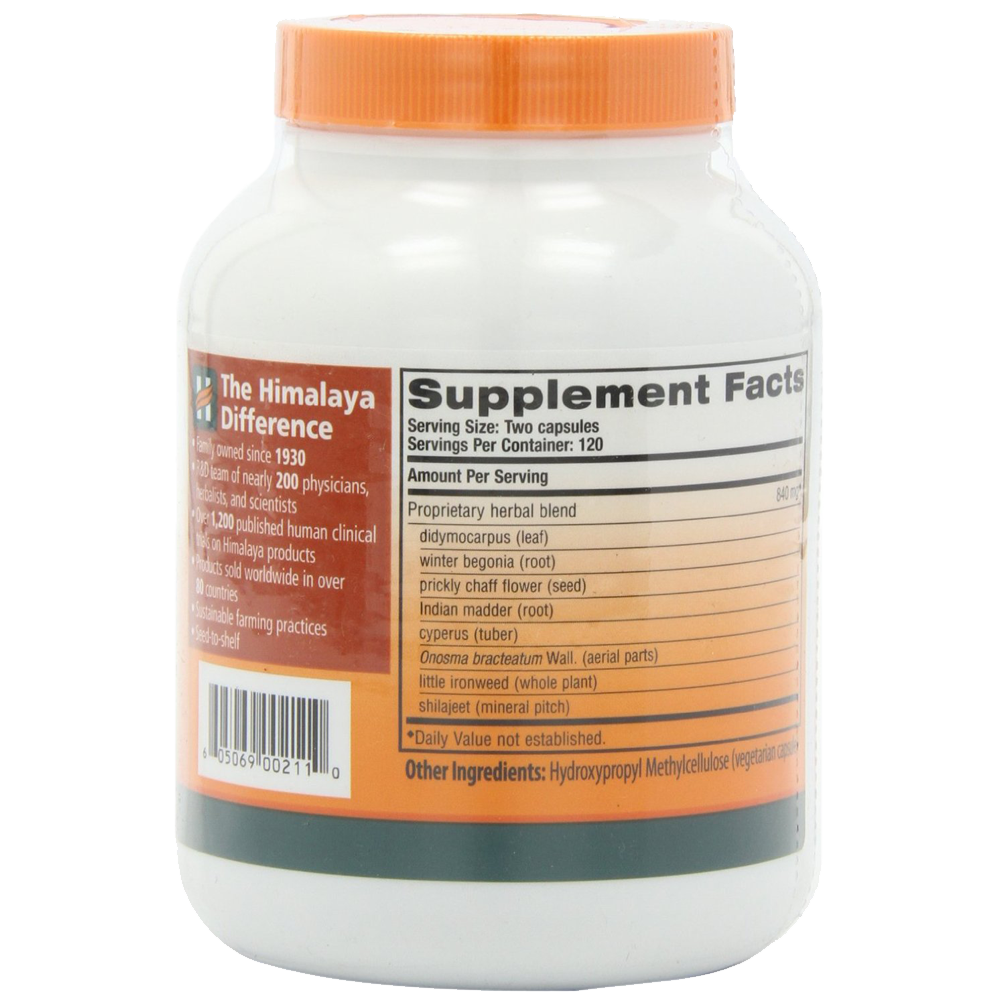 The Himalaya
Difference
• Family owned since 1930
• R&D team of nearly 200 physicians,
herbalists, and scientists
• Over 1,200 published human clinical
trials on Himalaya products
• Products sold worldwide in over
80 countries
• Sustainable farming practices
• Seed-to-shelf
6 05069 00211 0
Supplement Facts
Serving Size: Two capsules
Servings Per Container: 120
Amount Per Serving
840 mg*
Proprietary herbal blend
didymocarpus (leaf)
winter begonia (root)
prickly chaff flower (seed)
Indian madder (root)
cyperus (tuber)
Onosma bracteatum Wall. (aerial parts)
little ironweed (whole plant)
shilajeet (mineral pitch)
*Daily Value not established.
Other Ingredients: Hydroxypropyl Methylcellulose (vegetarian